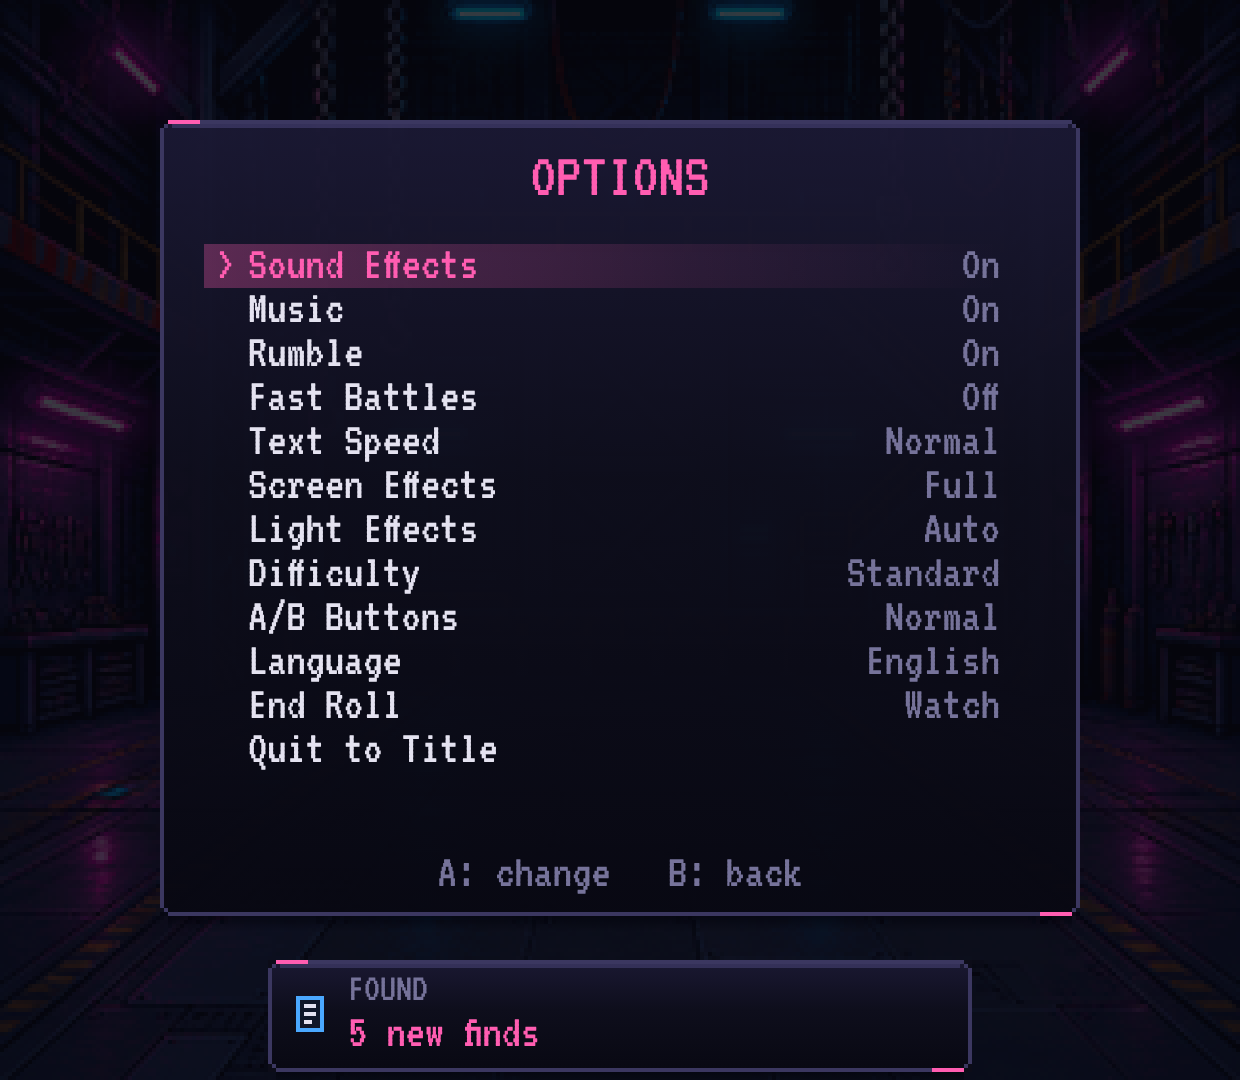 OPTIONS
> Sound Effects On
Music On
Rumble On
Fast Battles Off
Text Speed Normal
Screen Effects Full
Light Effects Auto
Difficulty Standard
A/B Buttons Normal
Language English
End Roll Watch
Quit to Title
A: change B: back
FOUND
5 new finds